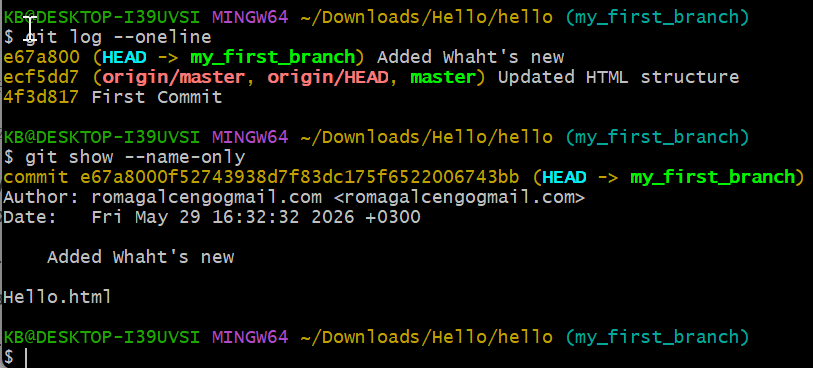 KB@DESKTOP-I39UVSI MINGW64 ~/Downloads/Hello/hello (my_first_branch)
$ git log --oneline
e67a800 (HEAD -> my_first_branch) Added Whaht's new
ecf5dd7 (origin/master, origin/HEAD, master) Updated HTML structure
4f3d817 First Commit
KB@DESKTOP-I39UVSI MINGW64 ~/Downloads/Hello/hello (my_first_branch)
$ git show --name-only
commit e67a8000f52743938d7f83dc175f6522006743bb (HEAD -> my_first_branch)
Author: romagalcengogmail.com <romagalcengogmail.com>
Date:   Fri May 29 16:32:32 2026 +0300
Added Whaht's new
Hello.html
KB@DESKTOP-I39UVSI MINGW64 ~/Downloads/Hello/hello (my_first_branch)
$